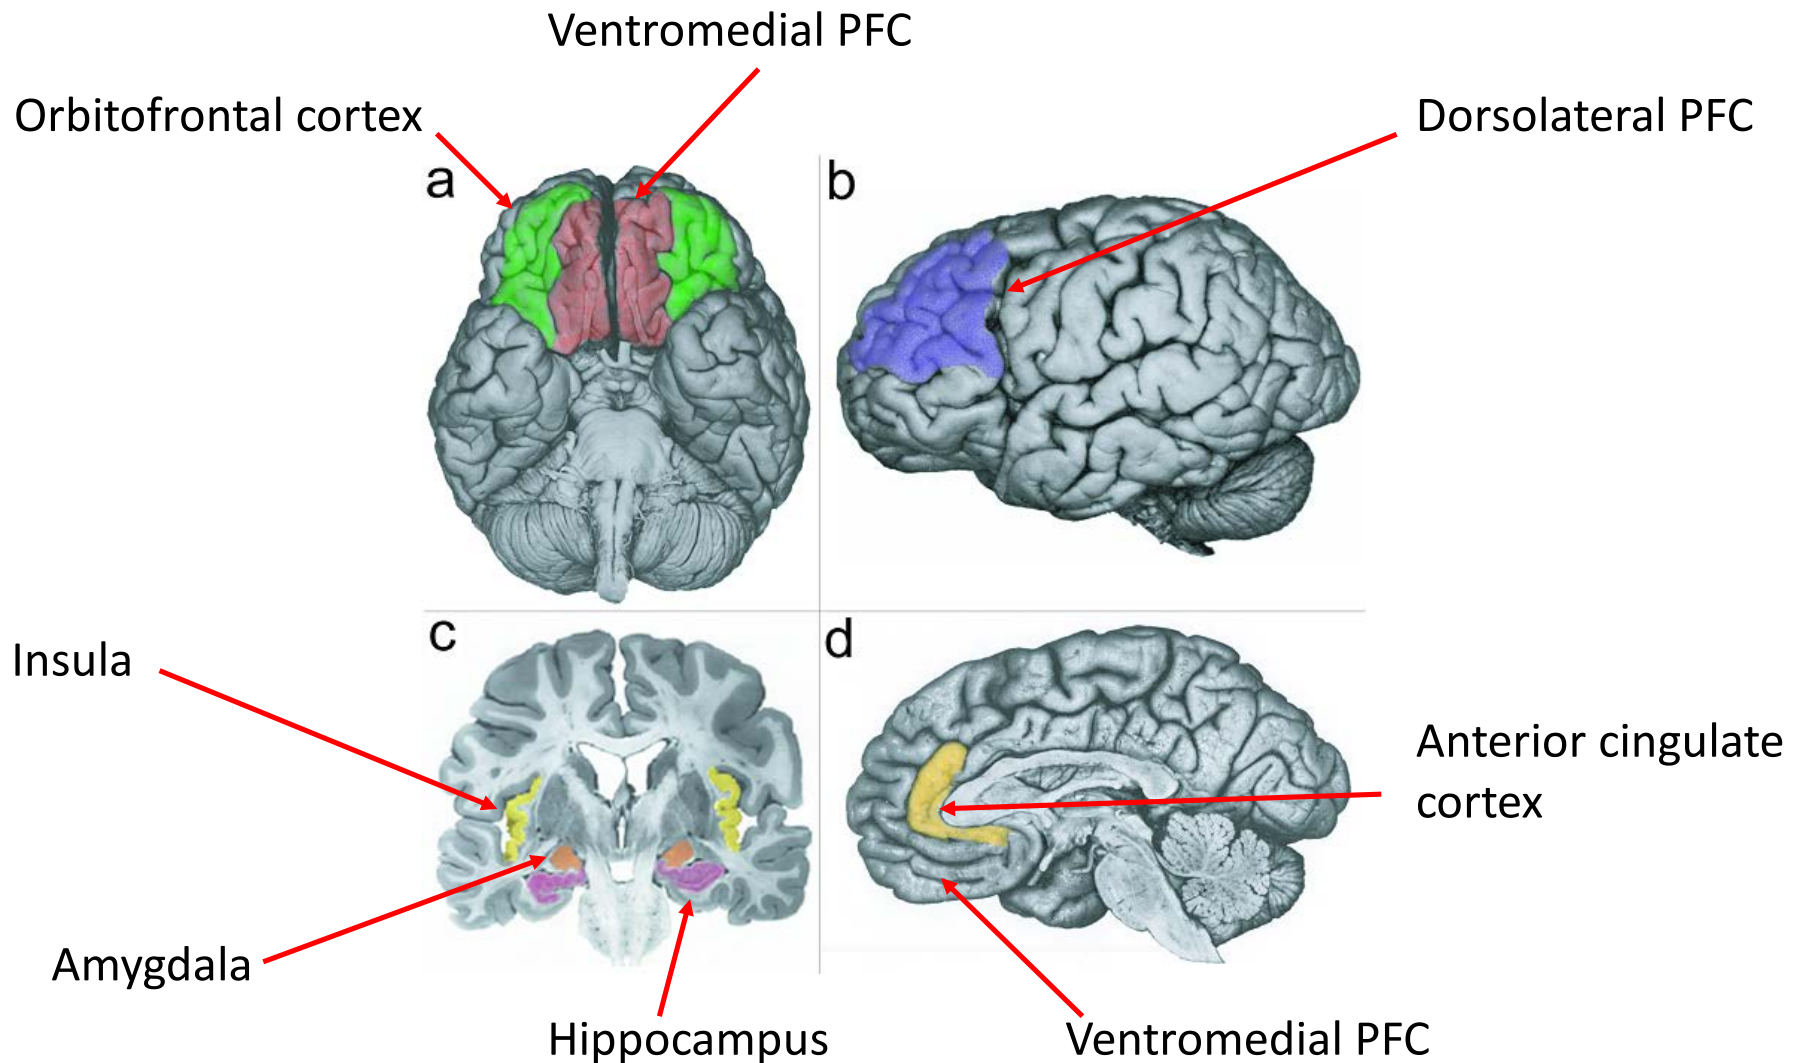 Ventromedial PFC
Orbitofrontal cortex
Dorsolateral PFC
a
b
c
d
Insula
Anterior cingulate
cortex
Amygdala
Hippocampus
Ventromedial PFC